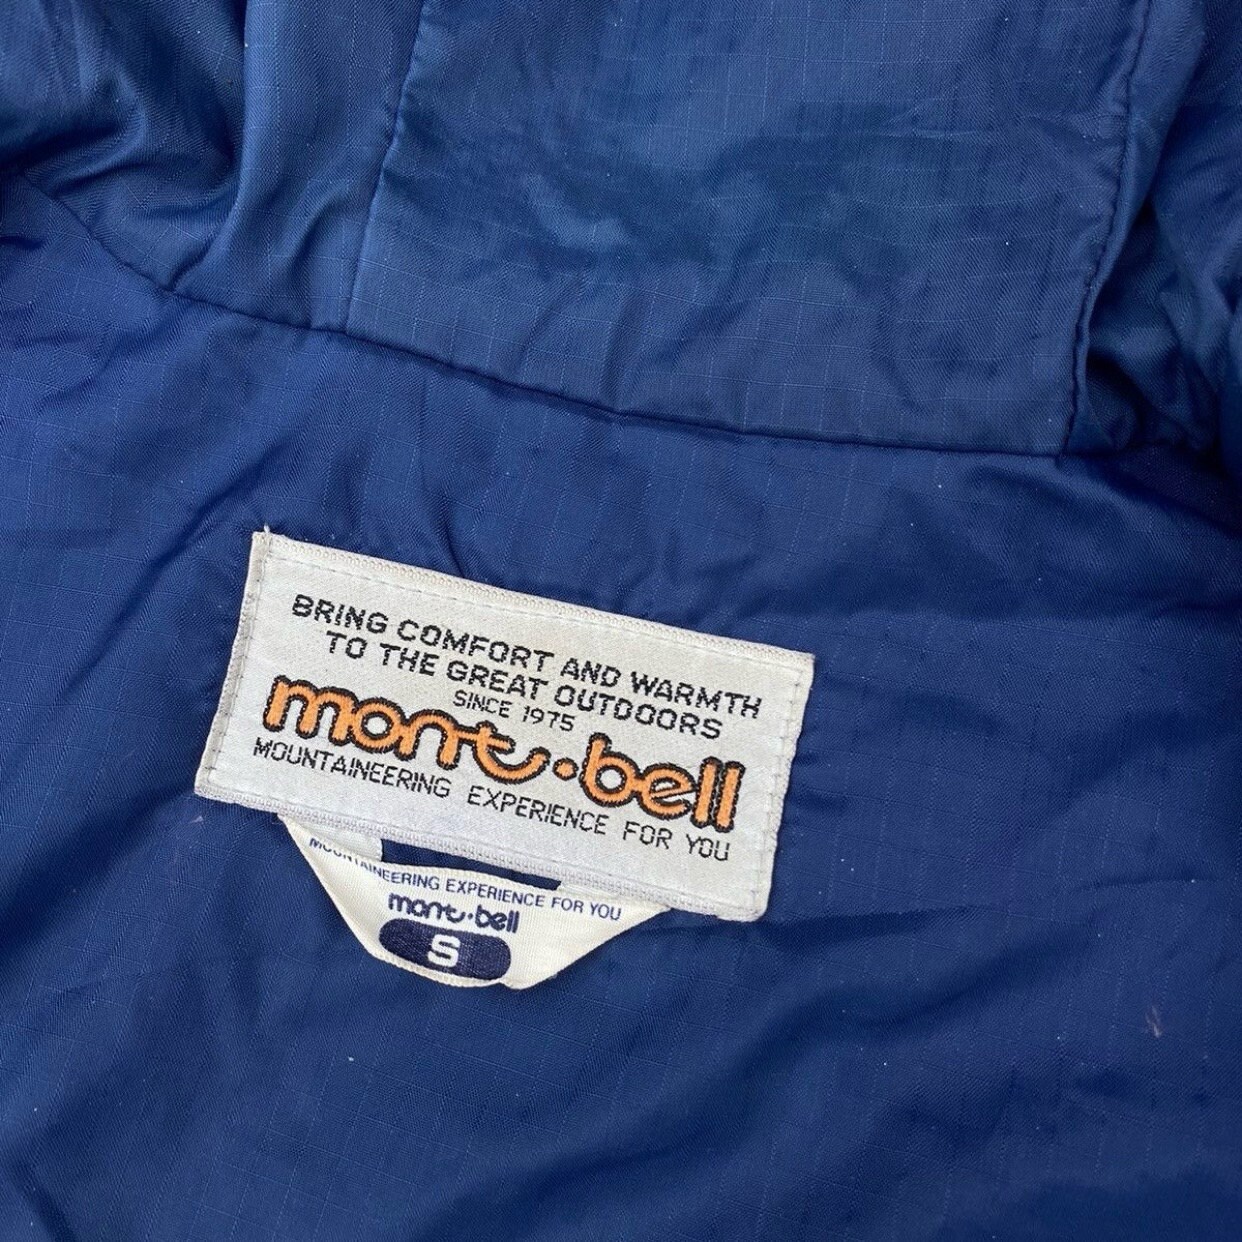 BRING COMFORT AND WARMTH
TO THE GREAT OUTDOORS
SINCE 1975
mont·bell
MOUNTAINEERING EXPERIENCE FOR YOU
MOUNTAINEERING EXPERIENCE FOR YOU
mont·bell
S